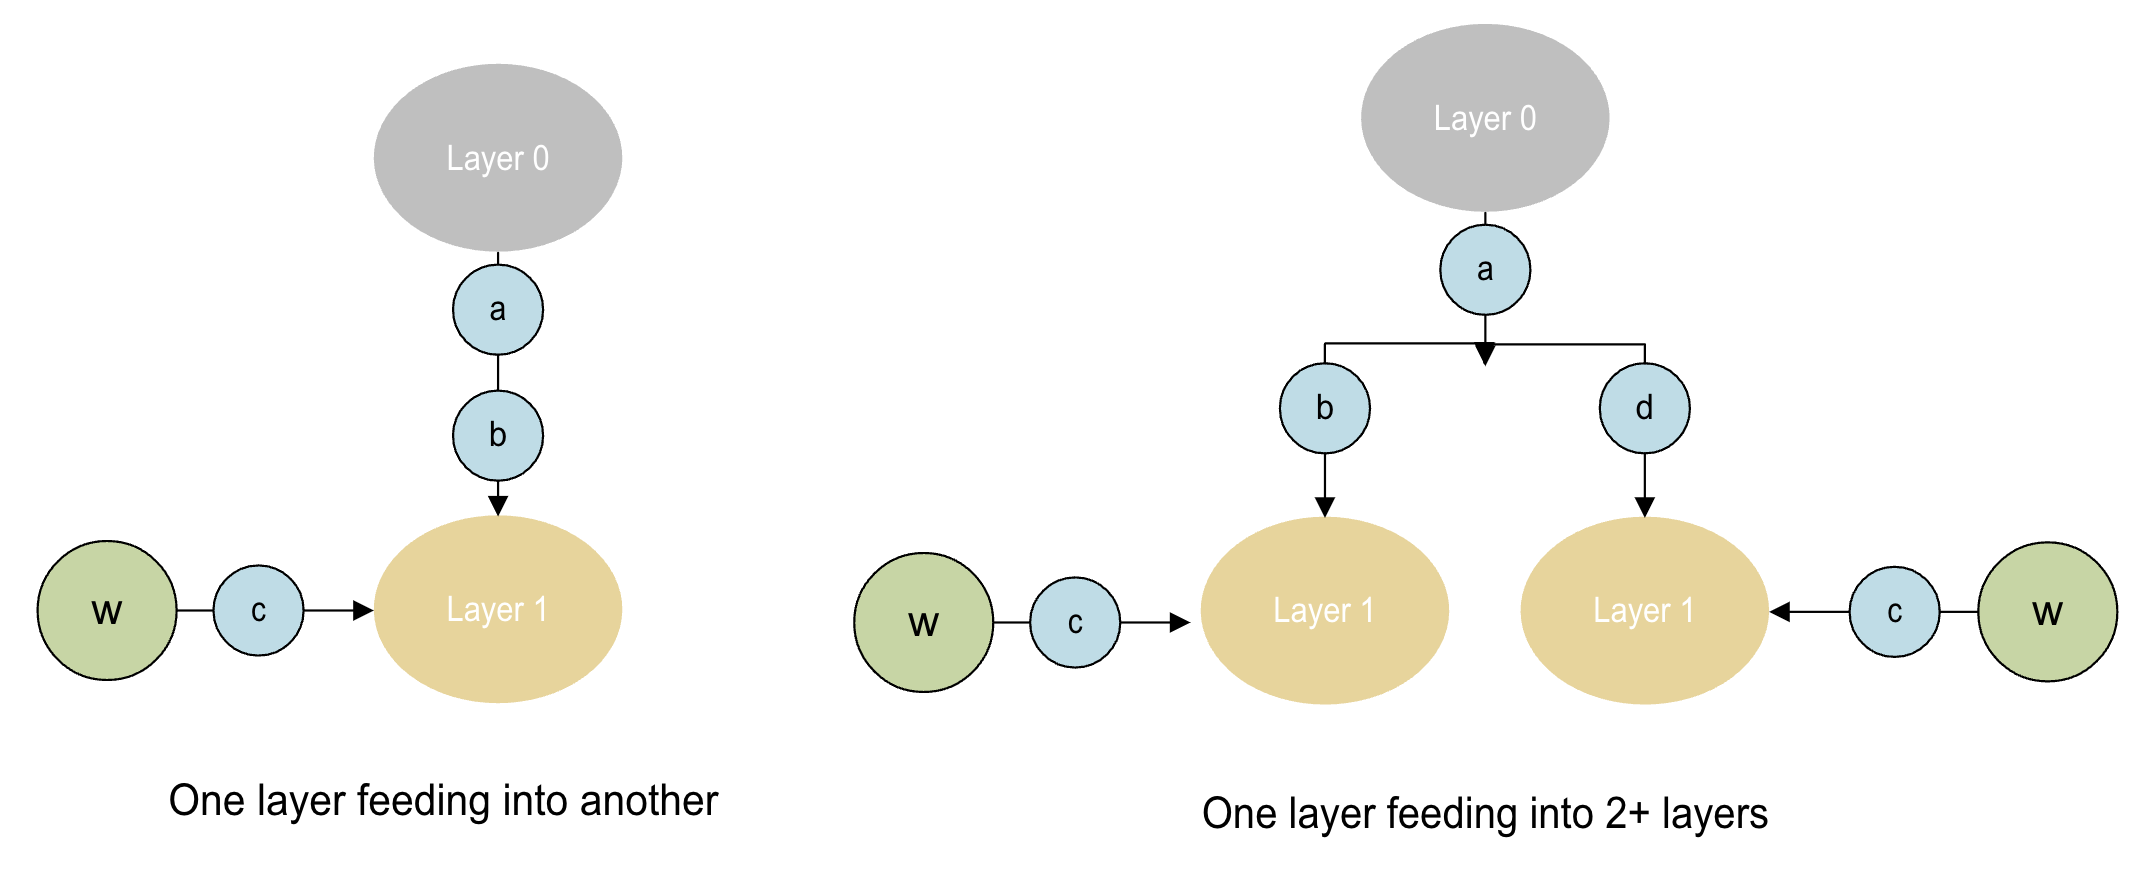 Layer 0
a
b
w
c
Layer 1
One layer feeding into another
Layer 0
a
b
d
w
c
Layer 1
Layer 1
c
w
One layer feeding into 2+ layers